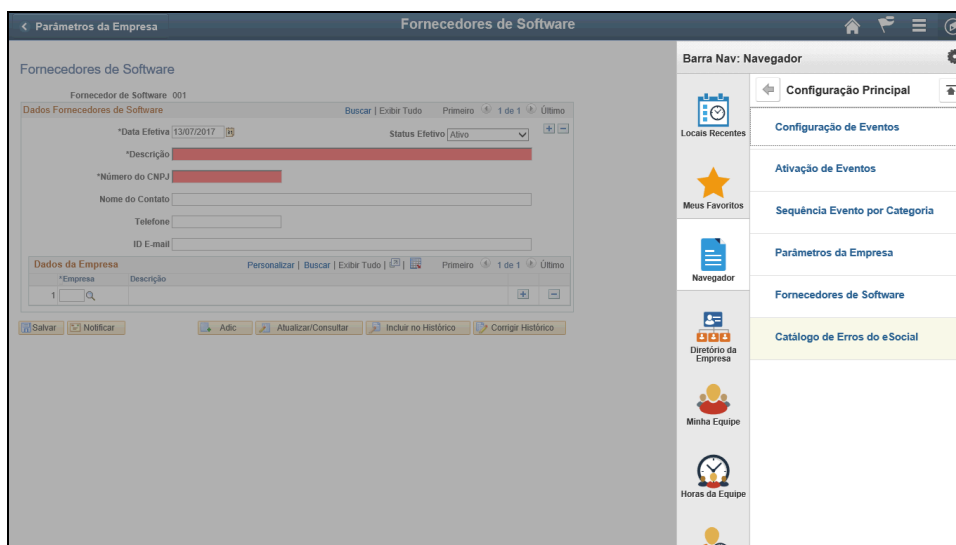 Parâmetros da Empresa
Fornecedores de Software
Fornecedores de Software
Fornecedor de Software 001
Dados Fornecedores de Software Buscar | Exibir Tudo Primeiro 1 de 1 Último
*Data Efetiva 13/07/2017 Status Efetivo Ativo
*Descrição
*Número do CNPJ
Nome do Contato
Telefone
ID E-mail
Dados da Empresa Personalizar | Buscar | Exibir Tudo | | Primeiro 1 de 1 Último
*Empresa Descrição
1
Salvar Notificar Adic Atualizar/Consultar Incluir no Histórico Corrigir Histórico
Barra Nav: Navegador
Locais Recentes
Meus Favoritos
Navegador
Diretório da
Empresa
Minha Equipe
Horas da Equipe
Configuração Principal
Configuração de Eventos
Ativação de Eventos
Sequência Evento por Categoria
Parâmetros da Empresa
Fornecedores de Software
Catálogo de Erros do eSocial